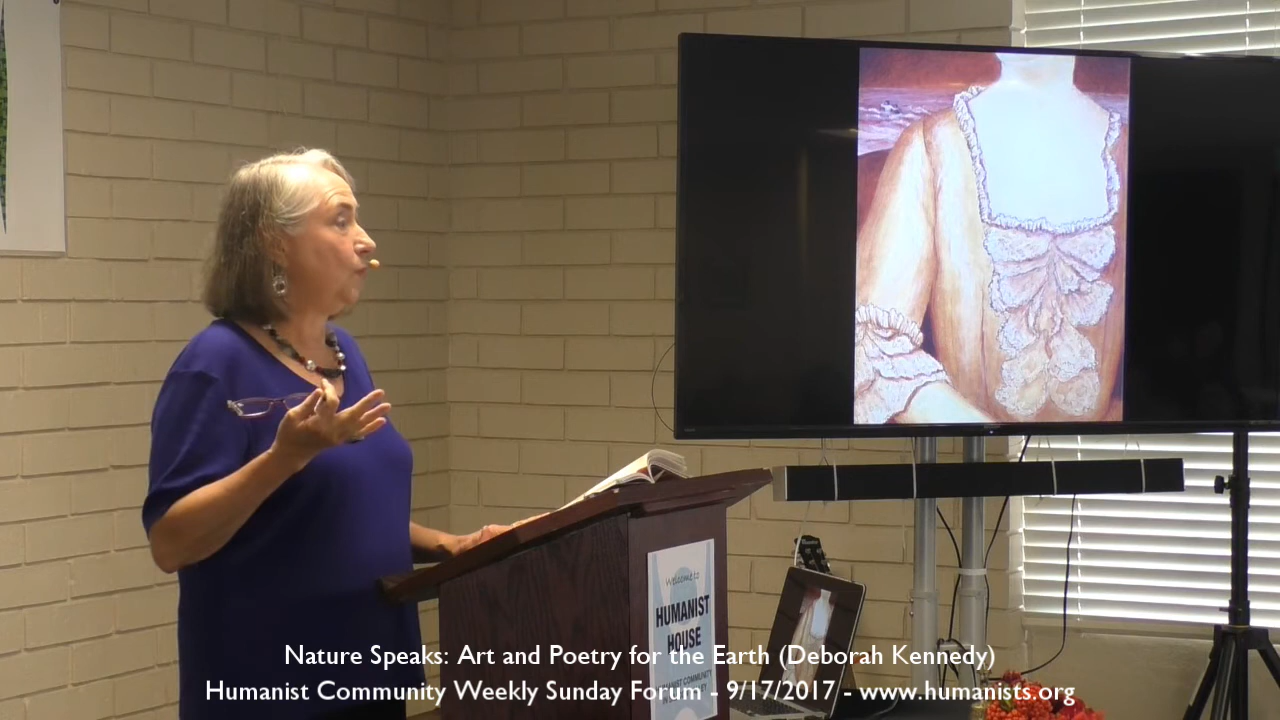 Welcome to
HUMANIST
HOUSE
Nature Speaks: Art and Poetry for the Earth (Deborah Kennedy)
Humanist Community Weekly Sunday Forum - 9/17/2017 - www.humanists.org